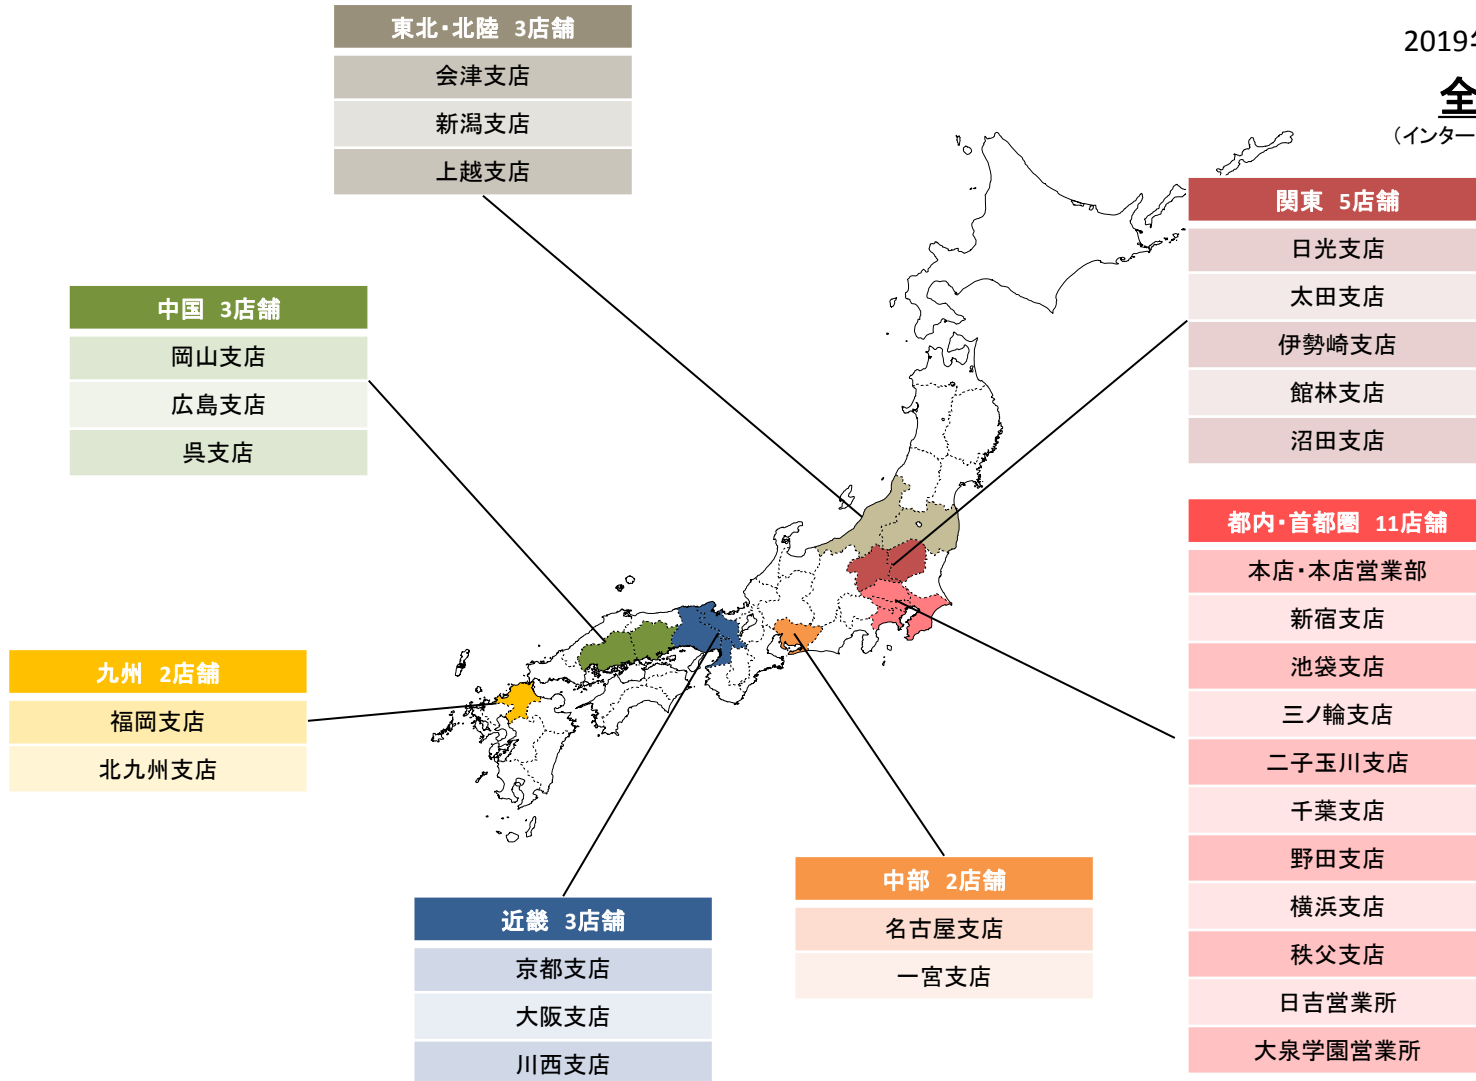 東北・北陸 3店舗
会津支店
新潟支店
上越支店
2019
全
（インター
関東 5店舗
日光支店
太田支店
伊勢崎支店
館林支店
沼田支店
中国 3店舗
岡山支店
広島支店
呉支店
都内・首都圏 11店舗
本店・本店営業部
新宿支店
池袋支店
三ノ輪支店
二子玉川支店
千葉支店
野田支店
横浜支店
秩父支店
日吉営業所
大泉学園営業所
九州 2店舗
福岡支店
北九州支店
中部 2店舗
名古屋支店
一宮支店
近畿 3店舗
京都支店
大阪支店
川西支店